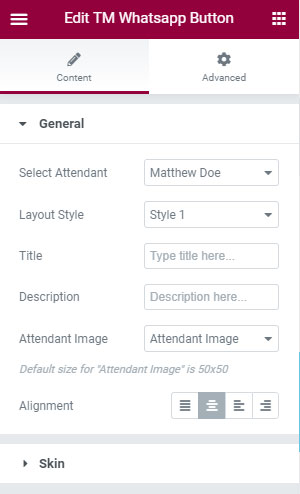 Edit TM Whatsapp Button
Content
Advanced
General
Select Attendant
Matthew Doe
Layout Style
Style 1
Title
Type title here...
Description
Description here...
Attendant Image
Attendant Image
Default size for "Attendant Image" is 50x50
Alignment
Skin